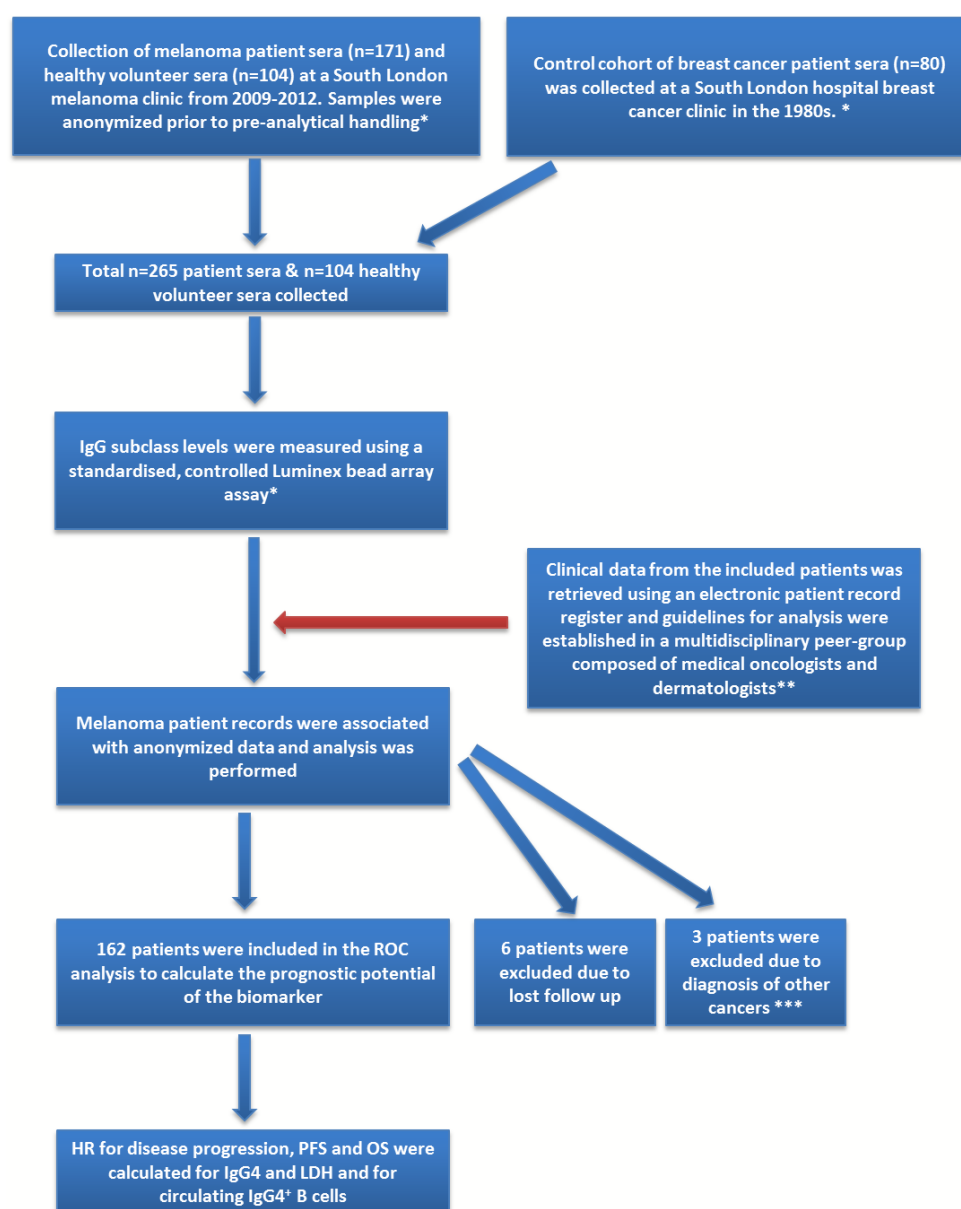 Collection of melanoma patient sera (n=171) and
healthy volunteer sera (n=104) at a South London
melanoma clinic from 2009-2012. Samples were
anonymized prior to pre-analytical handling*
Control cohort of breast cancer patient sera (n=80)
was collected at a South London hospital breast
cancer clinic in the 1980s. *
Total n=265 patient sera & n=104 healthy
volunteer sera collected
IgG subclass levels were measured using a
standardised, controlled Luminex bead array
assay*
Clinical data from the included patients was
retrieved using an electronic patient record
register and guidelines for analysis were
established in a multidisciplinary peer-group
composed of medical oncologists and
dermatologists**
Melanoma patient records were associated
with anonymized data and analysis was
performed
162 patients were included in the ROC
analysis to calculate the prognostic potential
of the biomarker
6 patients were
excluded due to
lost follow up
3 patients were
excluded due to
diagnosis of other
cancers ***
HR for disease progression, PFS and OS were
calculated for IgG4 and LDH and for
circulating IgG4⁺ B cells